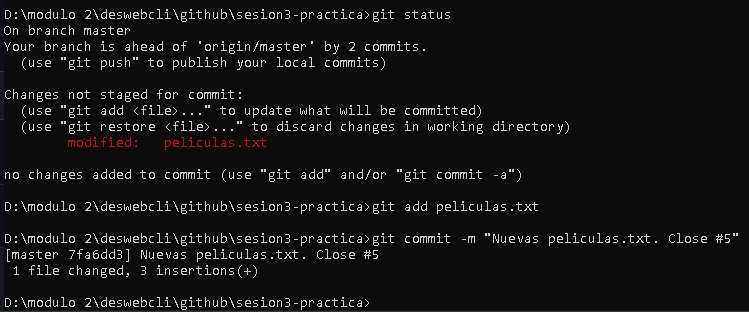 D:\modulo 2\deswebcli\github\sesion3-practica>git status
On branch master
Your branch is ahead of 'origin/master' by 2 commits.
  (use "git push" to publish your local commits)

Changes not staged for commit:
  (use "git add <file>..." to update what will be committed)
  (use "git restore <file>..." to discard changes in working directory)
        modified:   peliculas.txt

no changes added to commit (use "git add" and/or "git commit -a")

D:\modulo 2\deswebcli\github\sesion3-practica>git add peliculas.txt

D:\modulo 2\deswebcli\github\sesion3-practica>git commit -m "Nuevas peliculas.txt. Close #5"
[master 7fa6dd3] Nuevas peliculas.txt. Close #5
 1 file changed, 3 insertions(+)

D:\modulo 2\deswebcli\github\sesion3-practica>